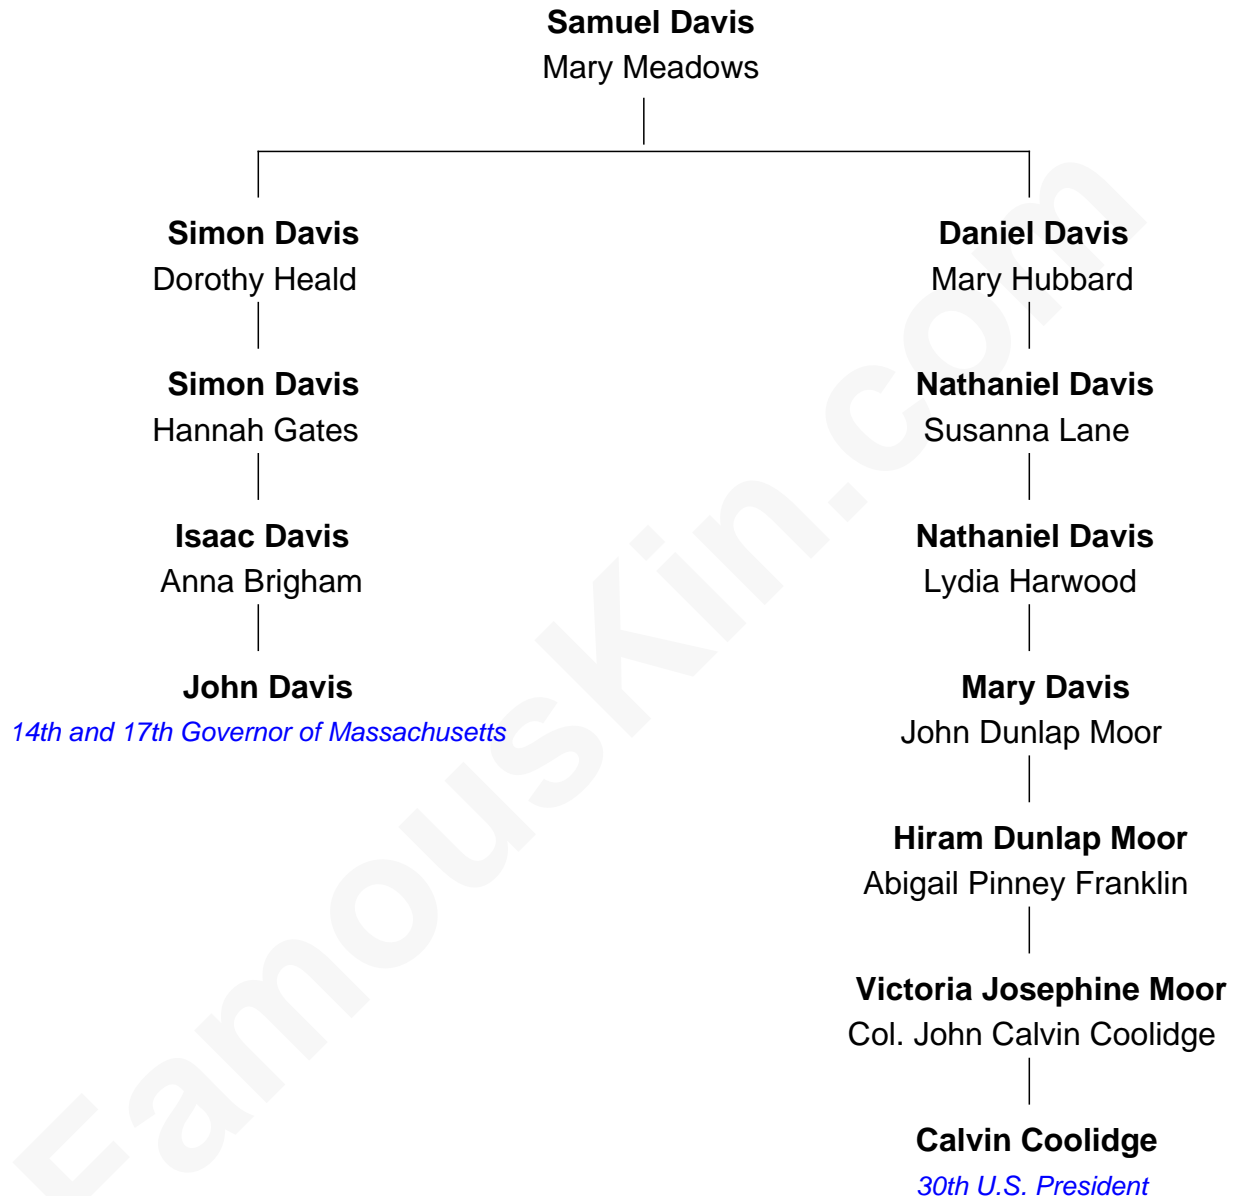 Samuel Davis
Mary Meadows
Simon Davis
Dorothy Heald
Daniel Davis
Mary Hubbard
Simon Davis
Hannah Gates
Nathaniel Davis
Susanna Lane
Isaac Davis
Anna Brigham
Nathaniel Davis
Lydia Harwood
John Davis
14th and 17th Governor of Massachusetts
Mary Davis
John Dunlap Moor
Hiram Dunlap Moor
Abigail Pinney Franklin
Victoria Josephine Moor
Col. John Calvin Coolidge
Calvin Coolidge
30th U.S. President
FamousKin.com